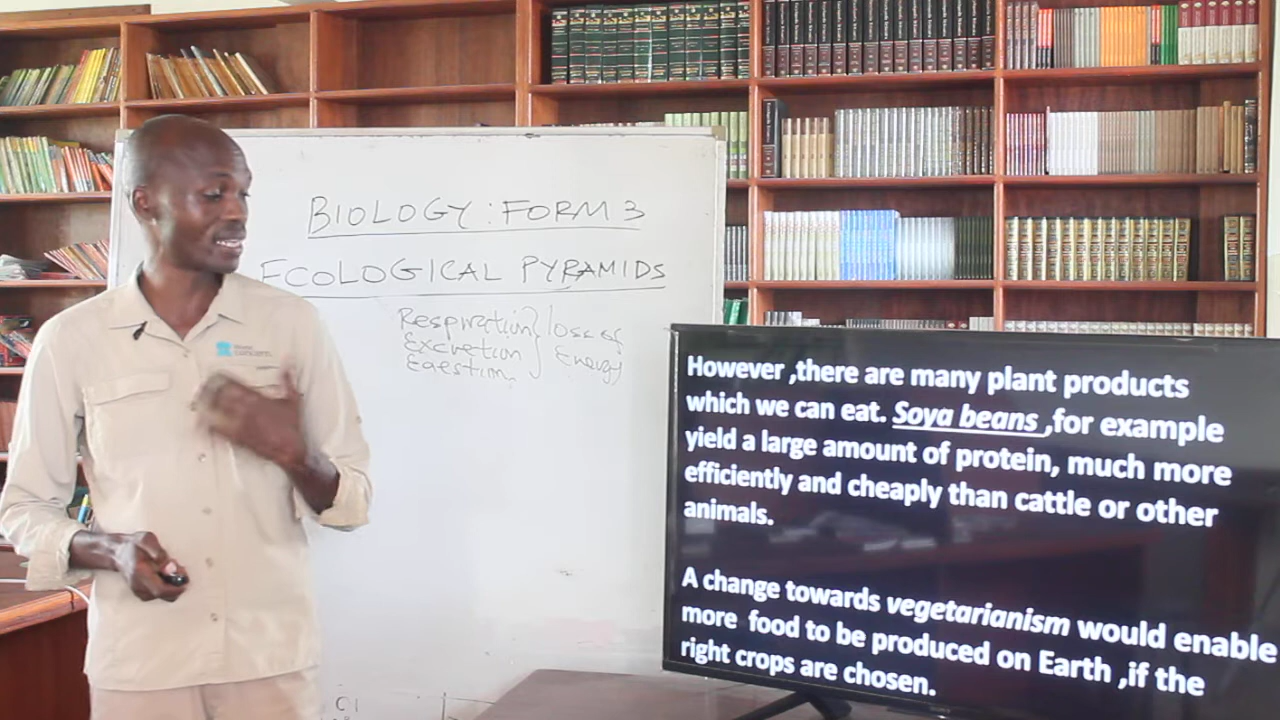 BIOLOGY : FORM 3
ECOLOGICAL PYRAMIDS
Respiration } loss of
Excretion } Energy
Egestion
However ,there are many plant products
which we can eat. Soya beans ,for example
yield a large amount of protein, much more
efficiently and cheaply than cattle or other
animals.
A change towards vegetarianism would enable
more food to be produced on Earth ,if the
right crops are chosen.